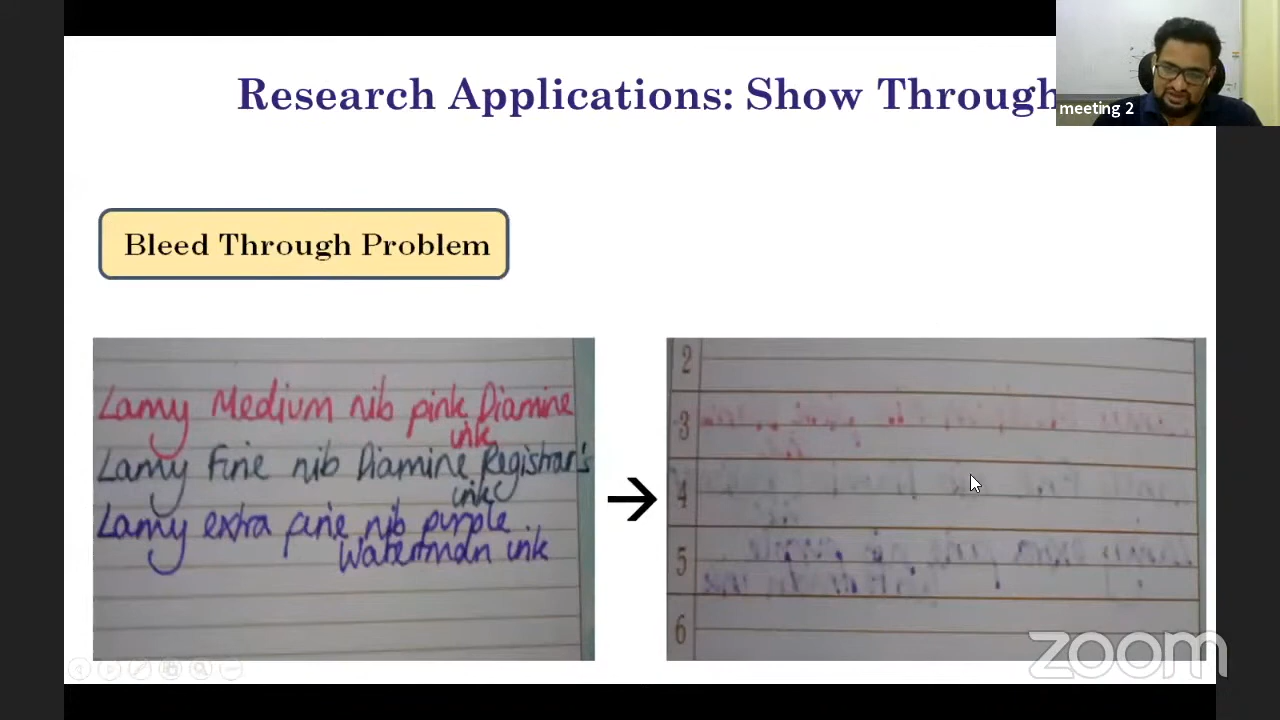 Research Applications: Show Through
meeting 2
Bleed Through Problem
Lamy Medium nib pink Diamine
ink
Lamy Fine nib Diamine Registrar's
ink
Lamy extra fine nib purple
Waterman ink
2
3
4
5
6
zoom